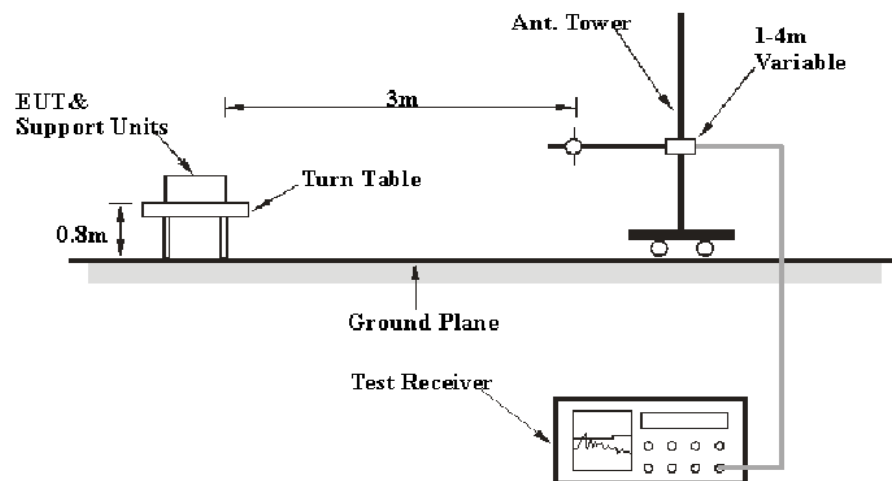 Ant. Tower
1-4m
Variable
3m
EUT&
Support Units
Turn Table
0.8m
Ground Plane
Test Receiver